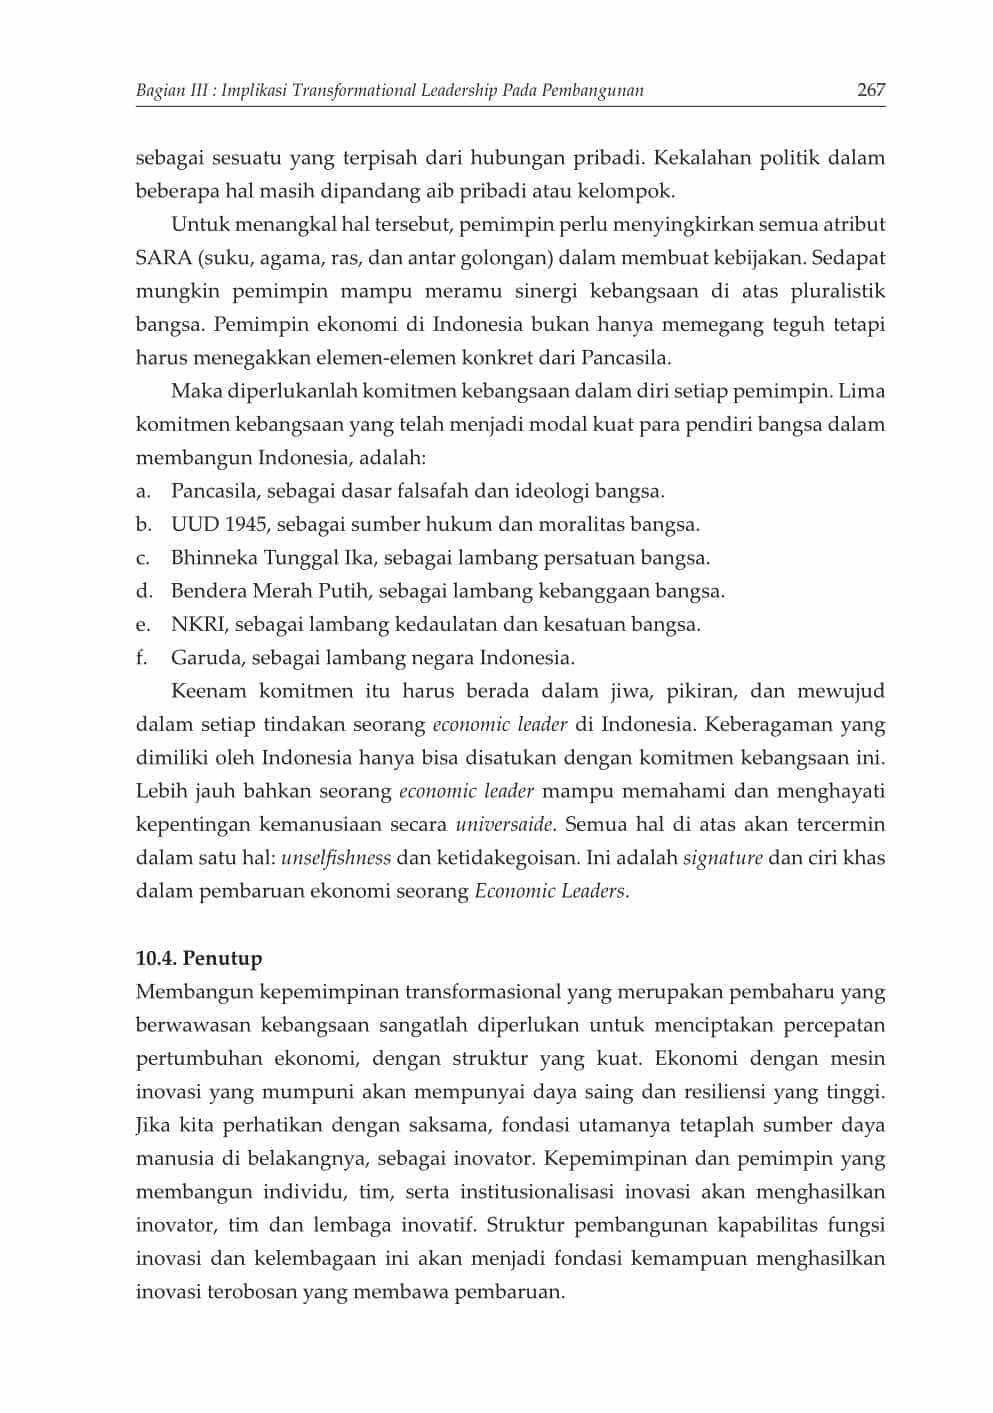 Bagian III : Implikasi Transformational Leadership Pada Pembangunan 267
sebagai sesuatu yang terpisah dari hubungan pribadi. Kekalahan politik dalam
beberapa hal masih dipandang aib pribadi atau kelompok.
Untuk menangkal hal tersebut, pemimpin perlu menyingkirkan semua atribut
SARA (suku, agama, ras, dan antar golongan) dalam membuat kebijakan. Sedapat
mungkin pemimpin mampu meramu sinergi kebangsaan di atas pluralistik
bangsa. Pemimpin ekonomi di Indonesia bukan hanya memegang teguh tetapi
harus menegakkan elemen-elemen konkret dari Pancasila.
Maka diperlukanlah komitmen kebangsaan dalam diri setiap pemimpin. Lima
komitmen kebangsaan yang telah menjadi modal kuat para pendiri bangsa dalam
membangun Indonesia, adalah:
a. Pancasila, sebagai dasar falsafah dan ideologi bangsa.
b. UUD 1945, sebagai sumber hukum dan moralitas bangsa.
c. Bhinneka Tunggal Ika, sebagai lambang persatuan bangsa.
d. Bendera Merah Putih, sebagai lambang kebanggaan bangsa.
e. NKRI, sebagai lambang kedaulatan dan kesatuan bangsa.
f. Garuda, sebagai lambang negara Indonesia.
Keenam komitmen itu harus berada dalam jiwa, pikiran, dan mewujud
dalam setiap tindakan seorang economic leader di Indonesia. Keberagaman yang
dimiliki oleh Indonesia hanya bisa disatukan dengan komitmen kebangsaan ini.
Lebih jauh bahkan seorang economic leader mampu memahami dan menghayati
kepentingan kemanusiaan secara universaide. Semua hal di atas akan tercermin
dalam satu hal: unselfishness dan ketidakegoisan. Ini adalah signature dan ciri khas
dalam pembaruan ekonomi seorang Economic Leaders.
10.4. Penutup
Membangun kepemimpinan transformasional yang merupakan pembaharu yang
berwawasan kebangsaan sangatlah diperlukan untuk menciptakan percepatan
pertumbuhan ekonomi, dengan struktur yang kuat. Ekonomi dengan mesin
inovasi yang mumpuni akan mempunyai daya saing dan resiliensi yang tinggi.
Jika kita perhatikan dengan saksama, fondasi utamanya tetaplah sumber daya
manusia di belakangnya, sebagai inovator. Kepemimpinan dan pemimpin yang
membangun individu, tim, serta institusionalisasi inovasi akan menghasilkan
inovator, tim dan lembaga inovatif. Struktur pembangunan kapabilitas fungsi
inovasi dan kelembagaan ini akan menjadi fondasi kemampuan menghasilkan
inovasi terobosan yang membawa pembaruan.